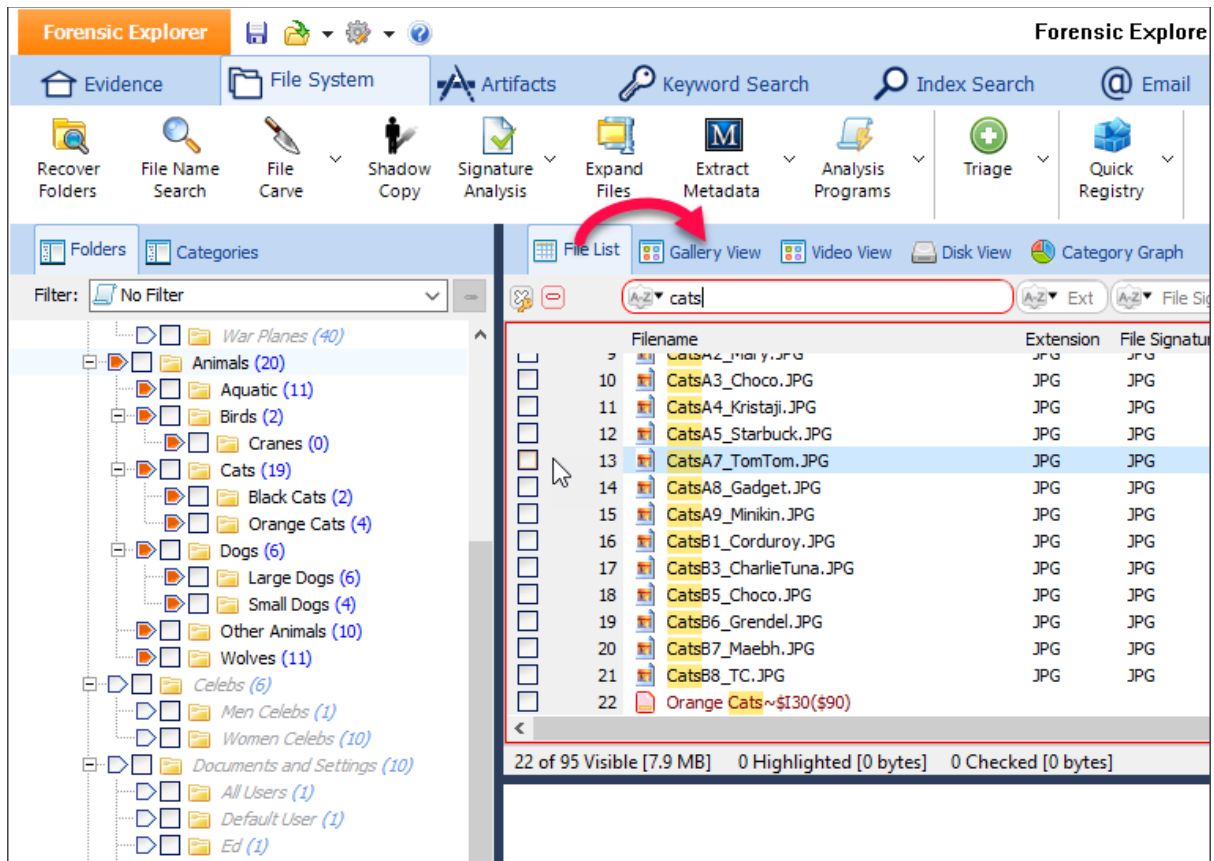 Forensic Explorer
Forensic Explore
Evidence
File System
Artifacts
Keyword Search
Index Search
@ Email
Recover Folders
File Name Search
File Carve
Shadow Copy
Signature Analysis
Expand Files
M
Extract Metadata
Analysis Programs
Triage
Quick Registry
Folders
Categories
File List
Gallery View
Video View
Disk View
Category Graph
Filter: No Filter
A-Z cats
A-Z Ext
A-Z File Sig
War Planes (40)
Animals (20)
Aquatic (11)
Birds (2)
Cranes (0)
Cats (19)
Black Cats (2)
Orange Cats (4)
Dogs (6)
Large Dogs (6)
Small Dogs (4)
Other Animals (10)
Wolves (11)
Celebs (6)
Men Celebs (1)
Women Celebs (10)
Documents and Settings (10)
All Users (1)
Default User (1)
Ed (1)
Filename Extension File Signatur
9 CatsA2_Mary.JPG JPG JPG
10 CatsA3_Choco.JPG JPG JPG
11 CatsA4_Kristaji.JPG JPG JPG
12 CatsA5_Starbuck.JPG JPG JPG
13 CatsA7_TomTom.JPG JPG JPG
14 CatsA8_Gadget.JPG JPG JPG
15 CatsA9_Minikin.JPG JPG JPG
16 CatsB1_Corduroy.JPG JPG JPG
17 CatsB3_CharlieTuna.JPG JPG JPG
18 CatsB5_Choco.JPG JPG JPG
19 CatsB6_Grendel.JPG JPG JPG
20 CatsB7_Maebh.JPG JPG JPG
21 CatsB8_TC.JPG JPG JPG
22 Orange Cats~$I30($90)
22 of 95 Visible [7.9 MB] 0 Highlighted [0 bytes] 0 Checked [0 bytes]